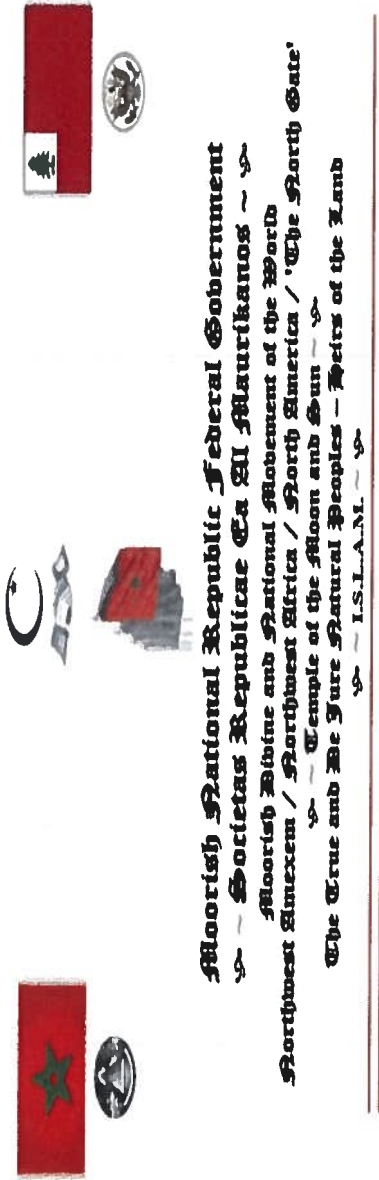 Moorish National Republic Federal Government
~ Societas Republicae Ea Al Maurikanos ~
Moorish Divine and National Movement of the World
Northwest Amexem / Northwest Africa / North America / 'The North Gate'
~ Temple of the Moon and Sun ~
The True and De Jure Natural Peoples – Heirs of the Land
~ I.S.L.A.M. ~